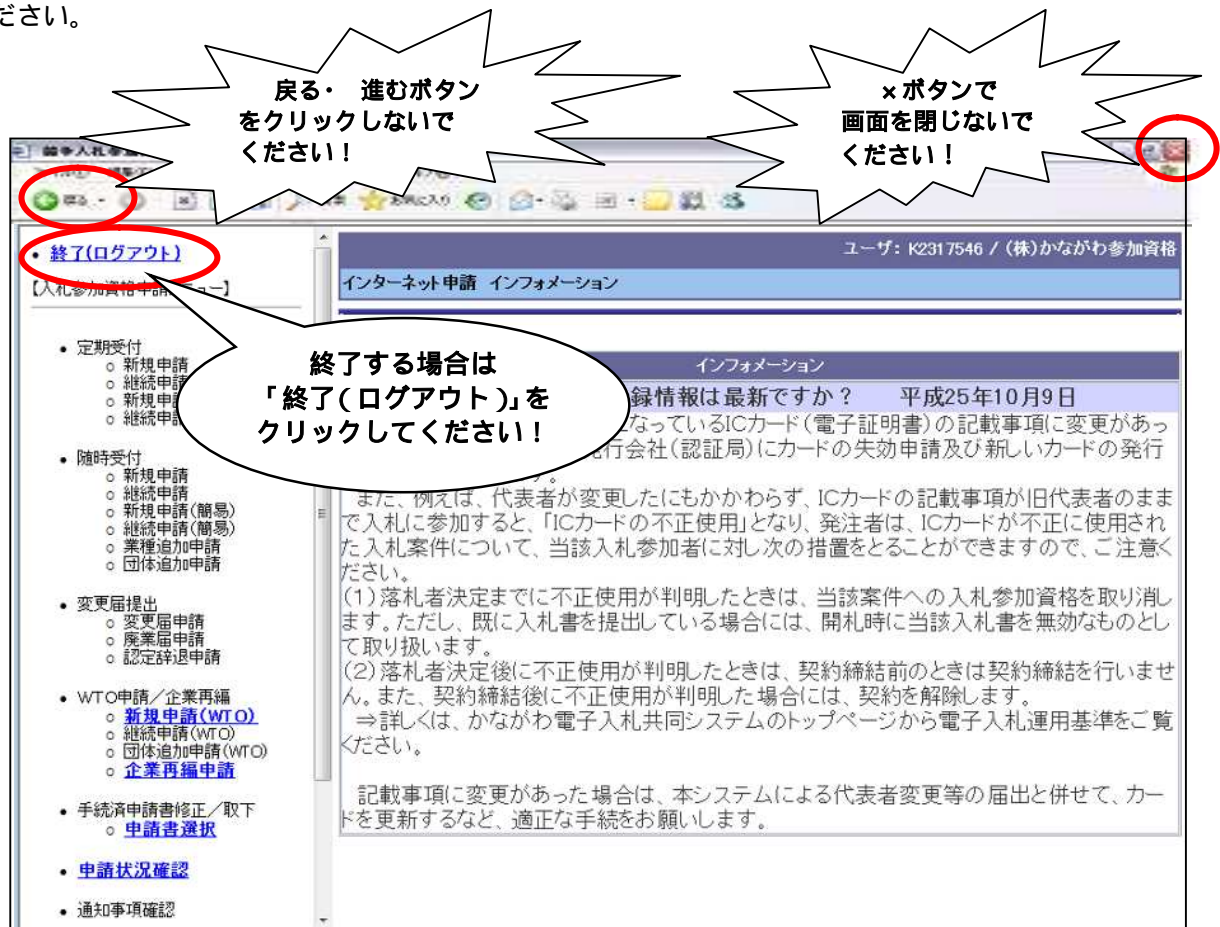 ださい。
戻る・　進むボタン
をクリックしないで
ください！
×ボタンで
画面を閉じないで
ください！
戻る
お気に入り
• 終了(ログアウト)
【入札参加資格申請
ー】
• 定期受付
○ 新規申請
○ 継続申請
○ 新規申
○ 継続申
• 随時受付
○ 新規申請
○ 継続申請
○ 新規申請(簡易)
○ 継続申請(簡易)
○ 業種追加申請
○ 団体追加申請
• 変更届提出
○ 変更届申請
○ 廃業届申請
○ 認定辞退申請
• WTO申請／企業再編
○ 新規申請(WTO)
○ 継続申請(WTO)
○ 団体追加申請(WTO)
○ 企業再編申請
• 手続済申請書修正／取下
○ 申請書選択
• 申請状況確認
• 通知事項確認
終了する場合は
「終了(ログアウト)」を
クリックしてください！
ユーザ: K2317546 / (株)かながわ参加資格
インターネット申請 インフォメーション
インフォメーション
録情報は最新ですか？　平成25年10月9日
なっているICカード(電子証明書)の記載事項に変更があっ
行会社(認証局)にカードの失効申請及び新しいカードの発行
。
また、例えば、代表者が変更したにもかかわらず、ICカードの記載事項が旧代表者のまま
で入札に参加すると、「ICカードの不正使用」となり、発注者は、ICカードが不正に使用され
た入札案件について、当該入札参加者に対し次の措置をとることができますので、ご注意く
ださい。
(1)落札者決定までに不正使用が判明したときは、当該案件への入札参加資格を取り消し
ます。ただし、既に入札書を提出している場合には、開札時に当該入札書を無効なものとし
て取り扱います。
(2)落札者決定後に不正使用が判明したときは、契約締結前のときは契約締結を行いませ
ん。また、契約締結後に不正使用が判明した場合には、契約を解除します。
⇒詳しくは、かながわ電子入札共同システムのトップページから電子入札運用基準をご覧
ください。
記載事項に変更があった場合は、本システムによる代表者変更等の届出と併せて、カー
ドを更新するなど、適正な手続をお願いします。